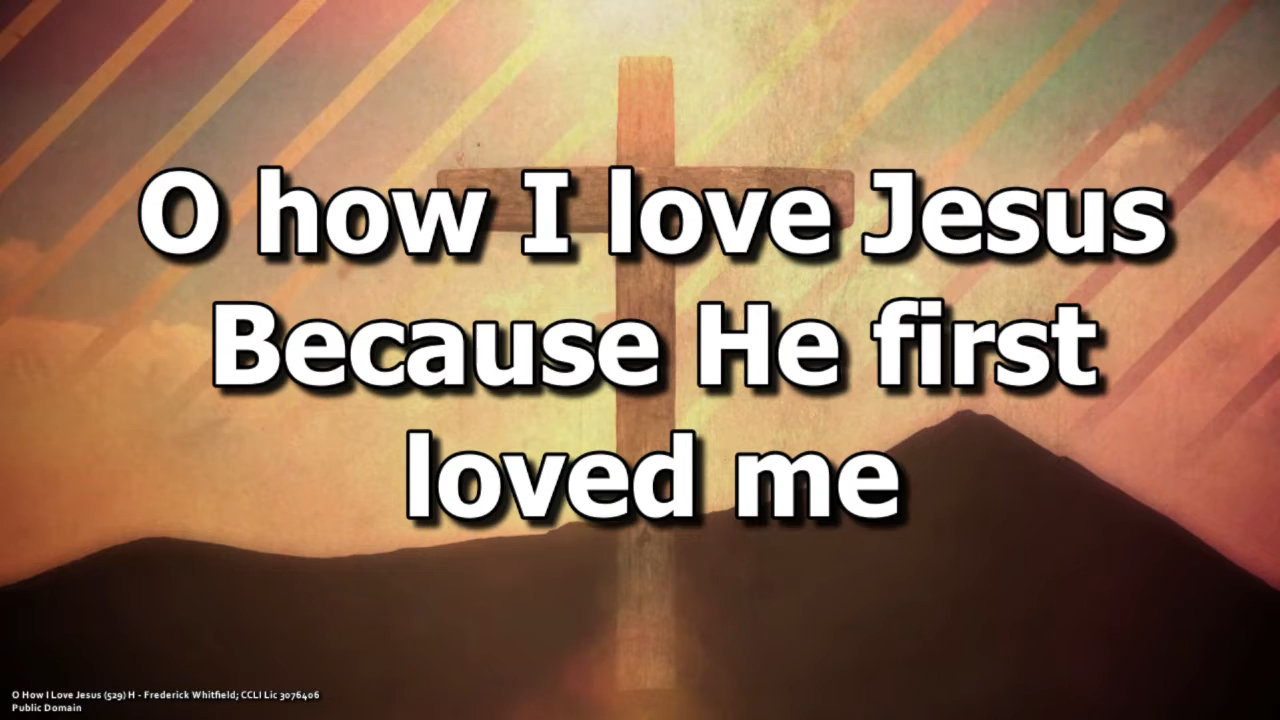 O how I love Jesus
Because He first
loved me
O How I Love Jesus (529) H - Frederick Whitfield; CCLI Lic 3076406
Public Domain